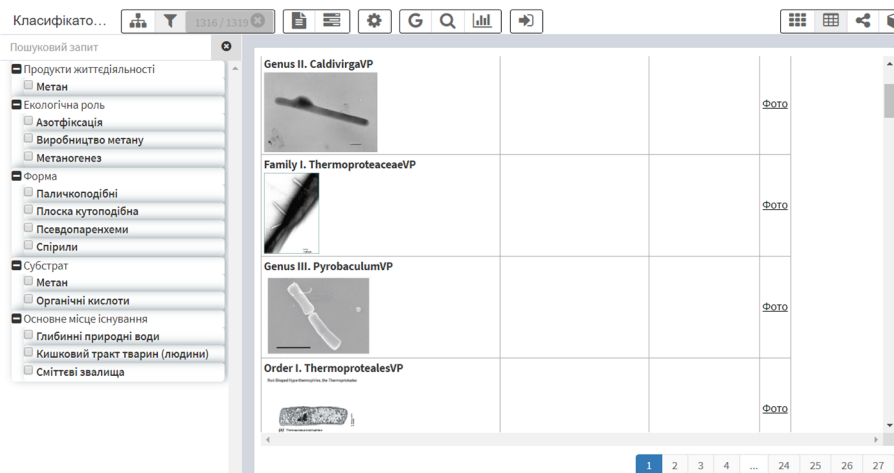 Класифікато...
1316 / 1319
Пошуковий запит
Продукти життєдіяльності
Метан
Екологічна роль
Азотфіксація
Виробництво метану
Метаногенез
Форма
Паличкоподібні
Плоска кутоподібна
Псевдопаренхеми
Спірили
Субстрат
Метан
Органічні кислоти
Основне місце існування
Глибинні природні води
Кишковий тракт тварин (людини)
Сміттєві звалища
Genus II. CaldivirgaVP
Фото
Family I. ThermoproteaceaeVP
Фото
Genus III. PyrobaculumVP
Фото
Order I. ThermoprotealesVP
Фото
1 2 3 4 ... 24 25 26 27